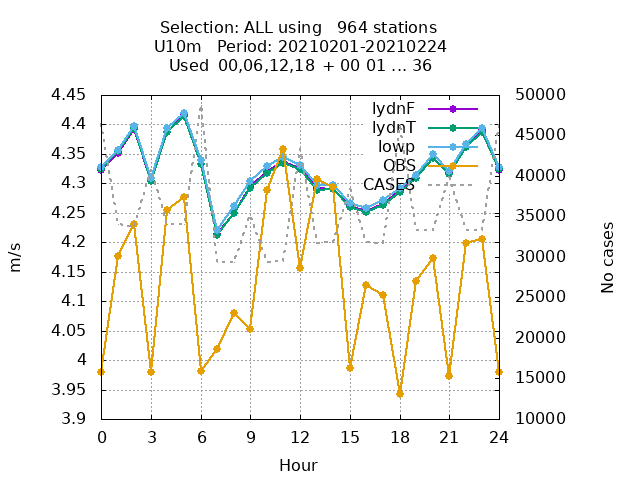 Selection: ALL using   964 stations
U10m   Period: 20210201-20210224
Used  00,06,12,18 + 00 01 ... 36
4.45
4.4
4.35
4.3
4.25
4.2
4.15
4.1
4.05
4
3.95
3.9
m/s
lydnF
lydnT
lowp
OBS
CASES
50000
45000
40000
35000
30000
25000
20000
15000
10000
No cases
0 3 6 9 12 15 18 21 24
Hour